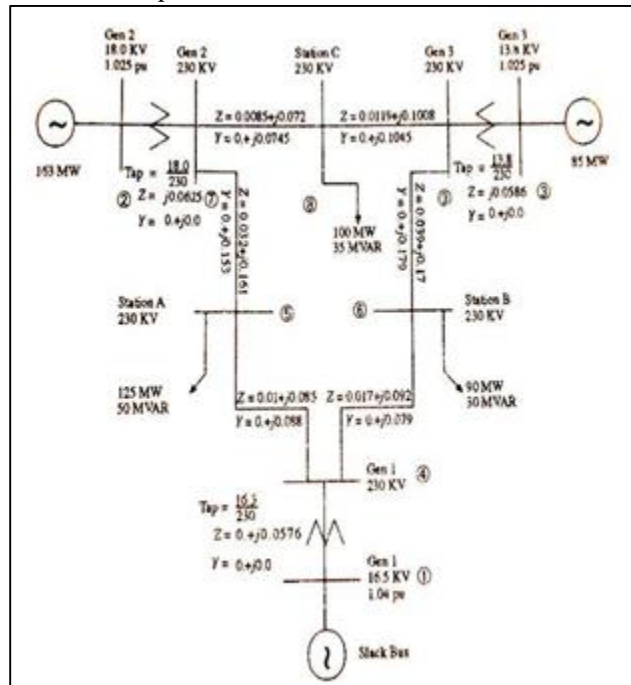 Gen 2
18.0 KV
1.025 pu
Gen 2
230 KV
Station C
230 KV
Gen 3
230 KV
Gen 3
13.8 KV
1.025 pu
Z = 0.0085+j0.072
Y = 0.+j0.0745
Z = 0.0119+j0.1008
Y = 0.+j0.1045
163 MW
85 MW
②
Tap = 18.0
230
Z = j0.0625
Y = 0.+j0.0
⑦
⑧
100 MW
35 MVAR
Tap = 13.8
230
Z = j0.0586
Y = 0.+j0.0
③
Z = 0.032+j0.161
Y = 0.+j0.153
Z = 0.039+j0.17
Y = 0.+j0.179
Station A
230 KV
⑤
⑥
Station B
230 KV
125 MW
50 MVAR
Z = 0.01+j0.085
Y = 0.+j0.088
Z = 0.017+j0.092
Y = 0.+j0.079
90 MW
30 MVAR
Gen 1
230 KV
④
Tap = 16.5
230
Z = 0.+j0.0576
Y = 0.+j0.0
Gen 1
16.5 KV
①
1.04 pu
Slack Bus